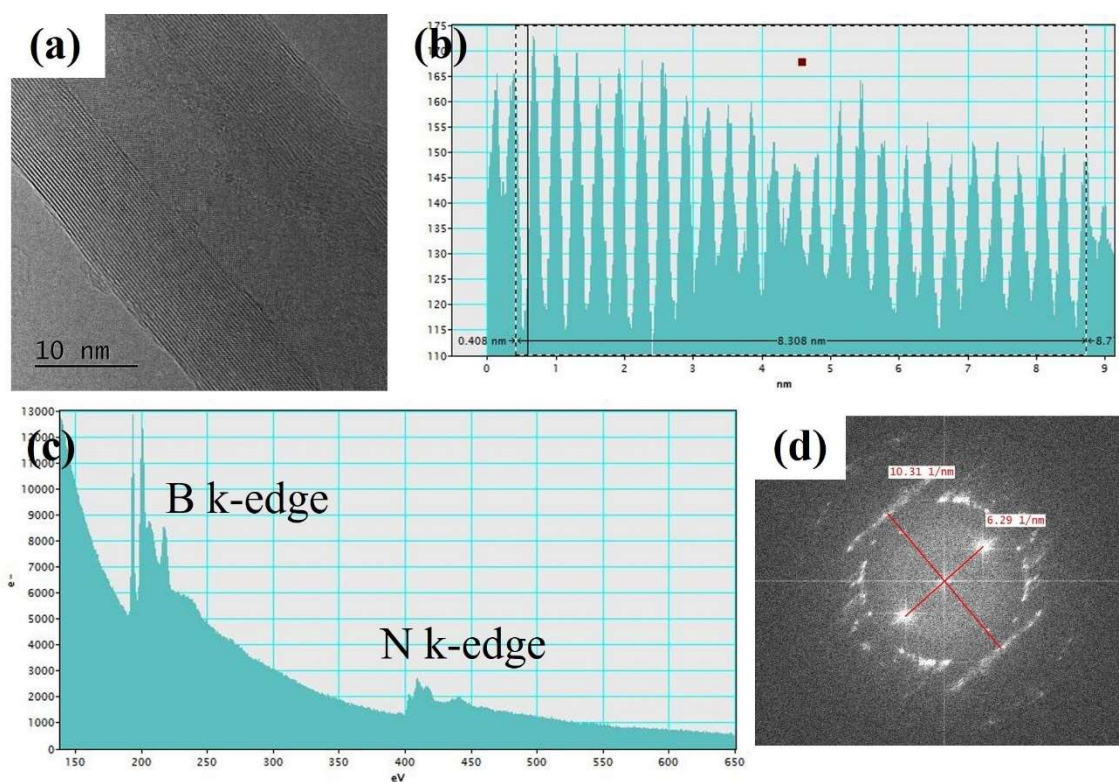 (a)
10 nm
(b)
175
170
165
160
155
150
145
140
135
130
125
120
115
110
0.408 nm
8.308 nm
8.7
0 1 2 3 4 5 6 7 8 9
nm
(c)
13000
12000
11000
10000
9000
8000
7000
6000
5000
4000
3000
2000
1000
0
e-
B k-edge
N k-edge
150 200 250 300 350 400 450 500 550 600 650
eV
(d)
10.31 1/nm
6.29 1/nm